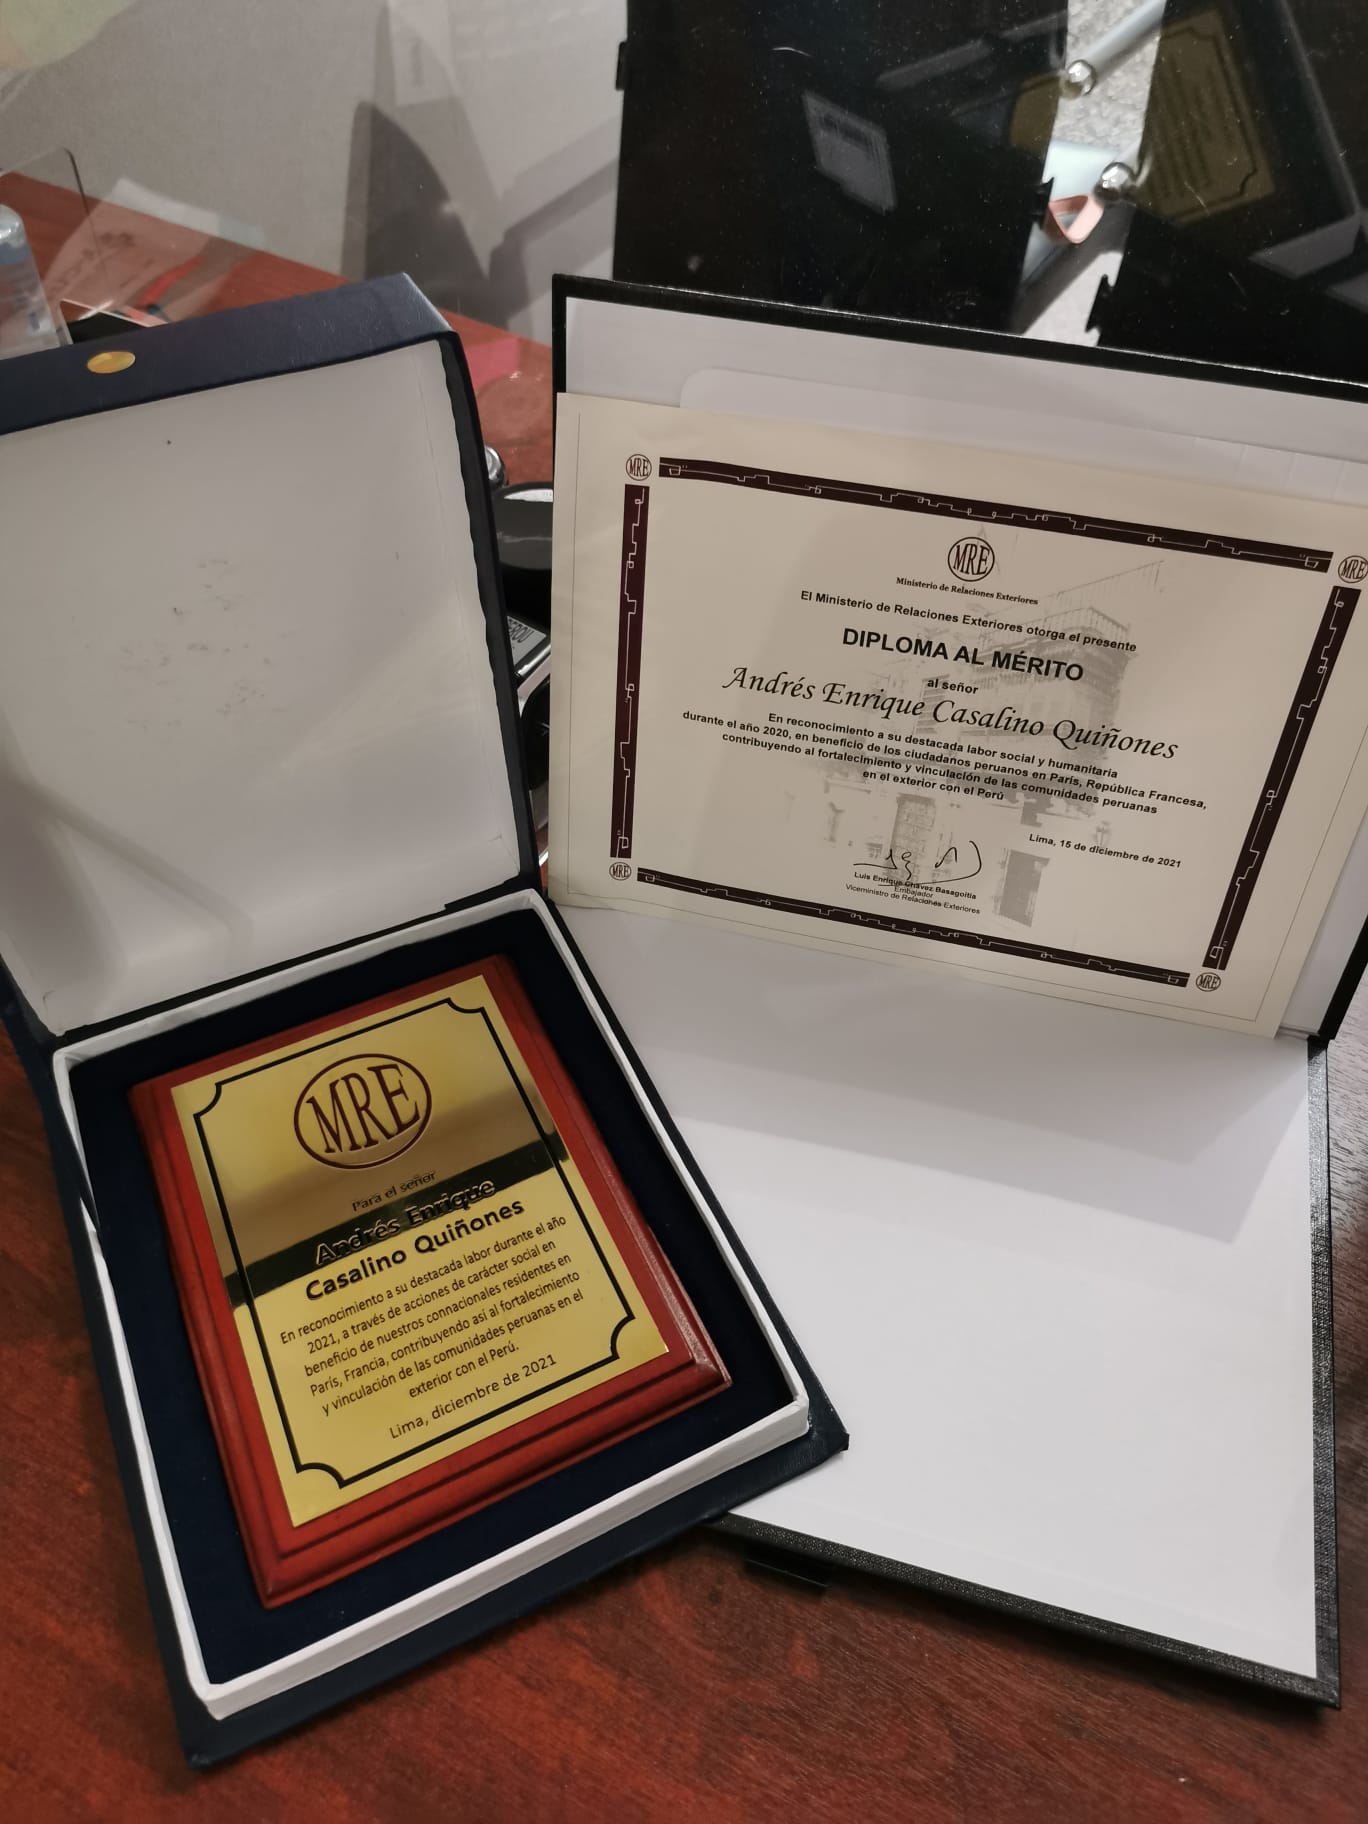 MRE
Para el señor
Andrés Enrique
Casalino Quiñones
En reconocimiento a su destacada labor durante el año
2021, a través de acciones de carácter social en
beneficio de nuestros connacionales residentes en
París, Francia, contribuyendo así al fortalecimiento
y vinculación de las comunidades peruanas en el
exterior con el Perú.
Lima, diciembre de 2021
MRE
MRE
MRE
Ministerio de Relaciones Exteriores
El Ministerio de Relaciones Exteriores otorga el presente
DIPLOMA AL MÉRITO
al señor
Andrés Enrique Casalino Quiñones
En reconocimiento a su destacada labor social y humanitaria
durante el año 2020, en beneficio de los ciudadanos peruanos en París, República Francesa,
contribuyendo al fortalecimiento y vinculación de las comunidades peruanas
en el exterior con el Perú
Lima, 15 de diciembre de 2021
Luis Enrique Chávez Basagoitia
Embajador
Viceministro de Relaciones Exteriores
MRE
MRE